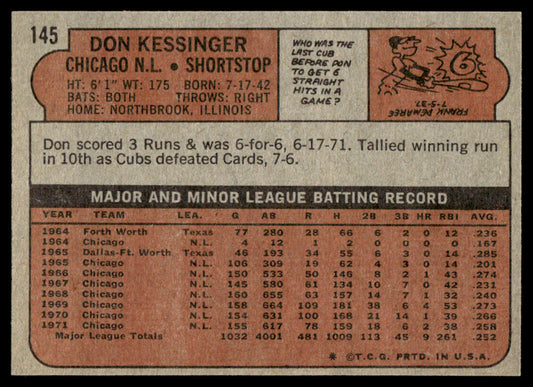 145
DON KESSINGER
CHICAGO N.L. • SHORTSTOP
HT: 6'1" WT: 175 BORN: 7-17-42
BATS: BOTH THROWS: RIGHT
HOME: NORTHBROOK, ILLINOIS
WHO WAS THE
LAST CUB
BEFORE DON
TO GET 6
STRAIGHT
HITS IN A
GAME?
6
FRANK DEMAREE
7-5-37.
Don scored 3 Runs & was 6-for-6, 6-17-71. Tallied winning run
in 10th as Cubs defeated Cards, 7-6.
MAJOR AND MINOR LEAGUE BATTING RECORD
YEAR TEAM LEA. G AB R H 2B 3B HR RBI AVG.
1964 Forth Worth Texas 77 280 28 66 6 2 0 12 .236
1964 Chicago N.L. 4 12 1 2 0 0 0 0 .167
1965 Dallas-Ft. Worth Texas 46 193 34 55 2 2 0 14 .285
1965 Chicago N.L. 106 309 19 62 4 3 0 14 .201
1966 Chicago N.L. 150 533 50 146 8 2 1 43 .274
1967 Chicago N.L. 145 580 61 134 10 7 0 42 .231
1968 Chicago N.L. 160 655 63 157 14 7 1 32 .240
1969 Chicago N.L. 158 664 109 181 38 6 4 53 .273
1970 Chicago N.L. 154 631 100 168 21 14 1 39 .266
1971 Chicago N.L. 155 617 78 159 18 6 2 38 .258
Major League Totals 1032 4001 481 1009 113 45 9 261 .252
* © T.C.G. PRTD. IN U.S.A.